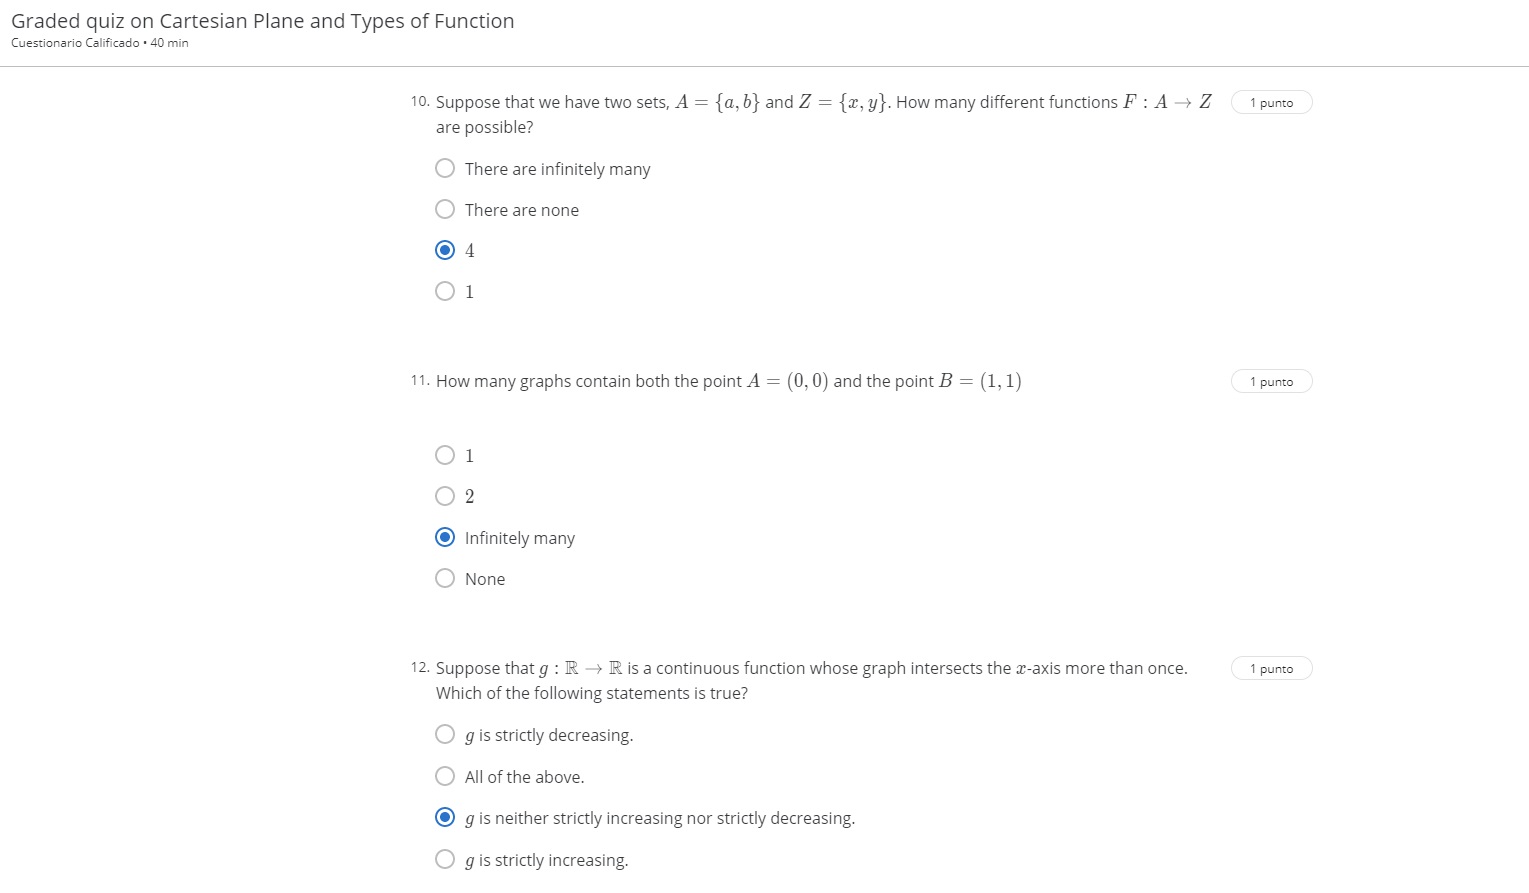 Graded quiz on Cartesian Plane and Types of Function
Cuestionario Calificado • 40 min
10. Suppose that we have two sets, A = {a, b} and Z = {x, y}. How many different functions F : A → Z
1 punto
are possible?
There are infinitely many
There are none
4
1
11. How many graphs contain both the point A = (0, 0) and the point B = (1, 1)
1 punto
1
2
Infinitely many
None
12. Suppose that g : ℝ → ℝ is a continuous function whose graph intersects the x-axis more than once.
1 punto
Which of the following statements is true?
g is strictly decreasing.
All of the above.
g is neither strictly increasing nor strictly decreasing.
g is strictly increasing.